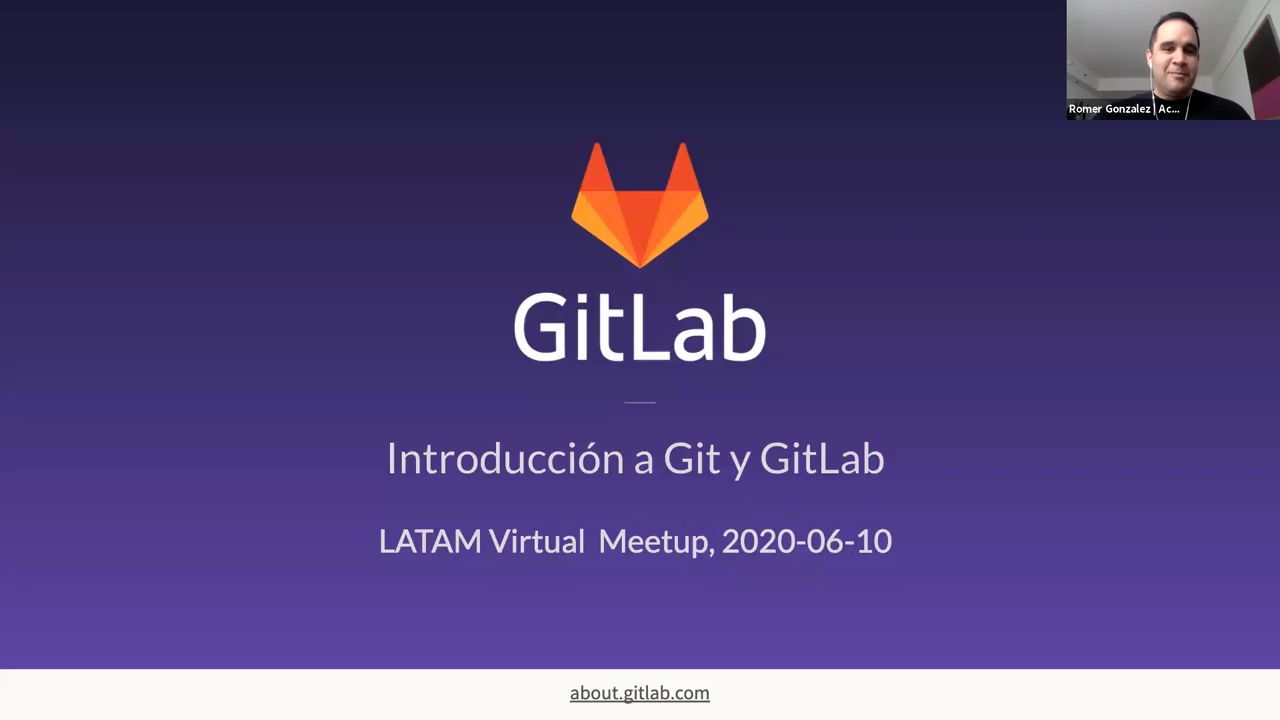 Romer Gonzalez | Ac...
GitLab
Introducción a Git y GitLab
LATAM Virtual Meetup, 2020-06-10
about.gitlab.com